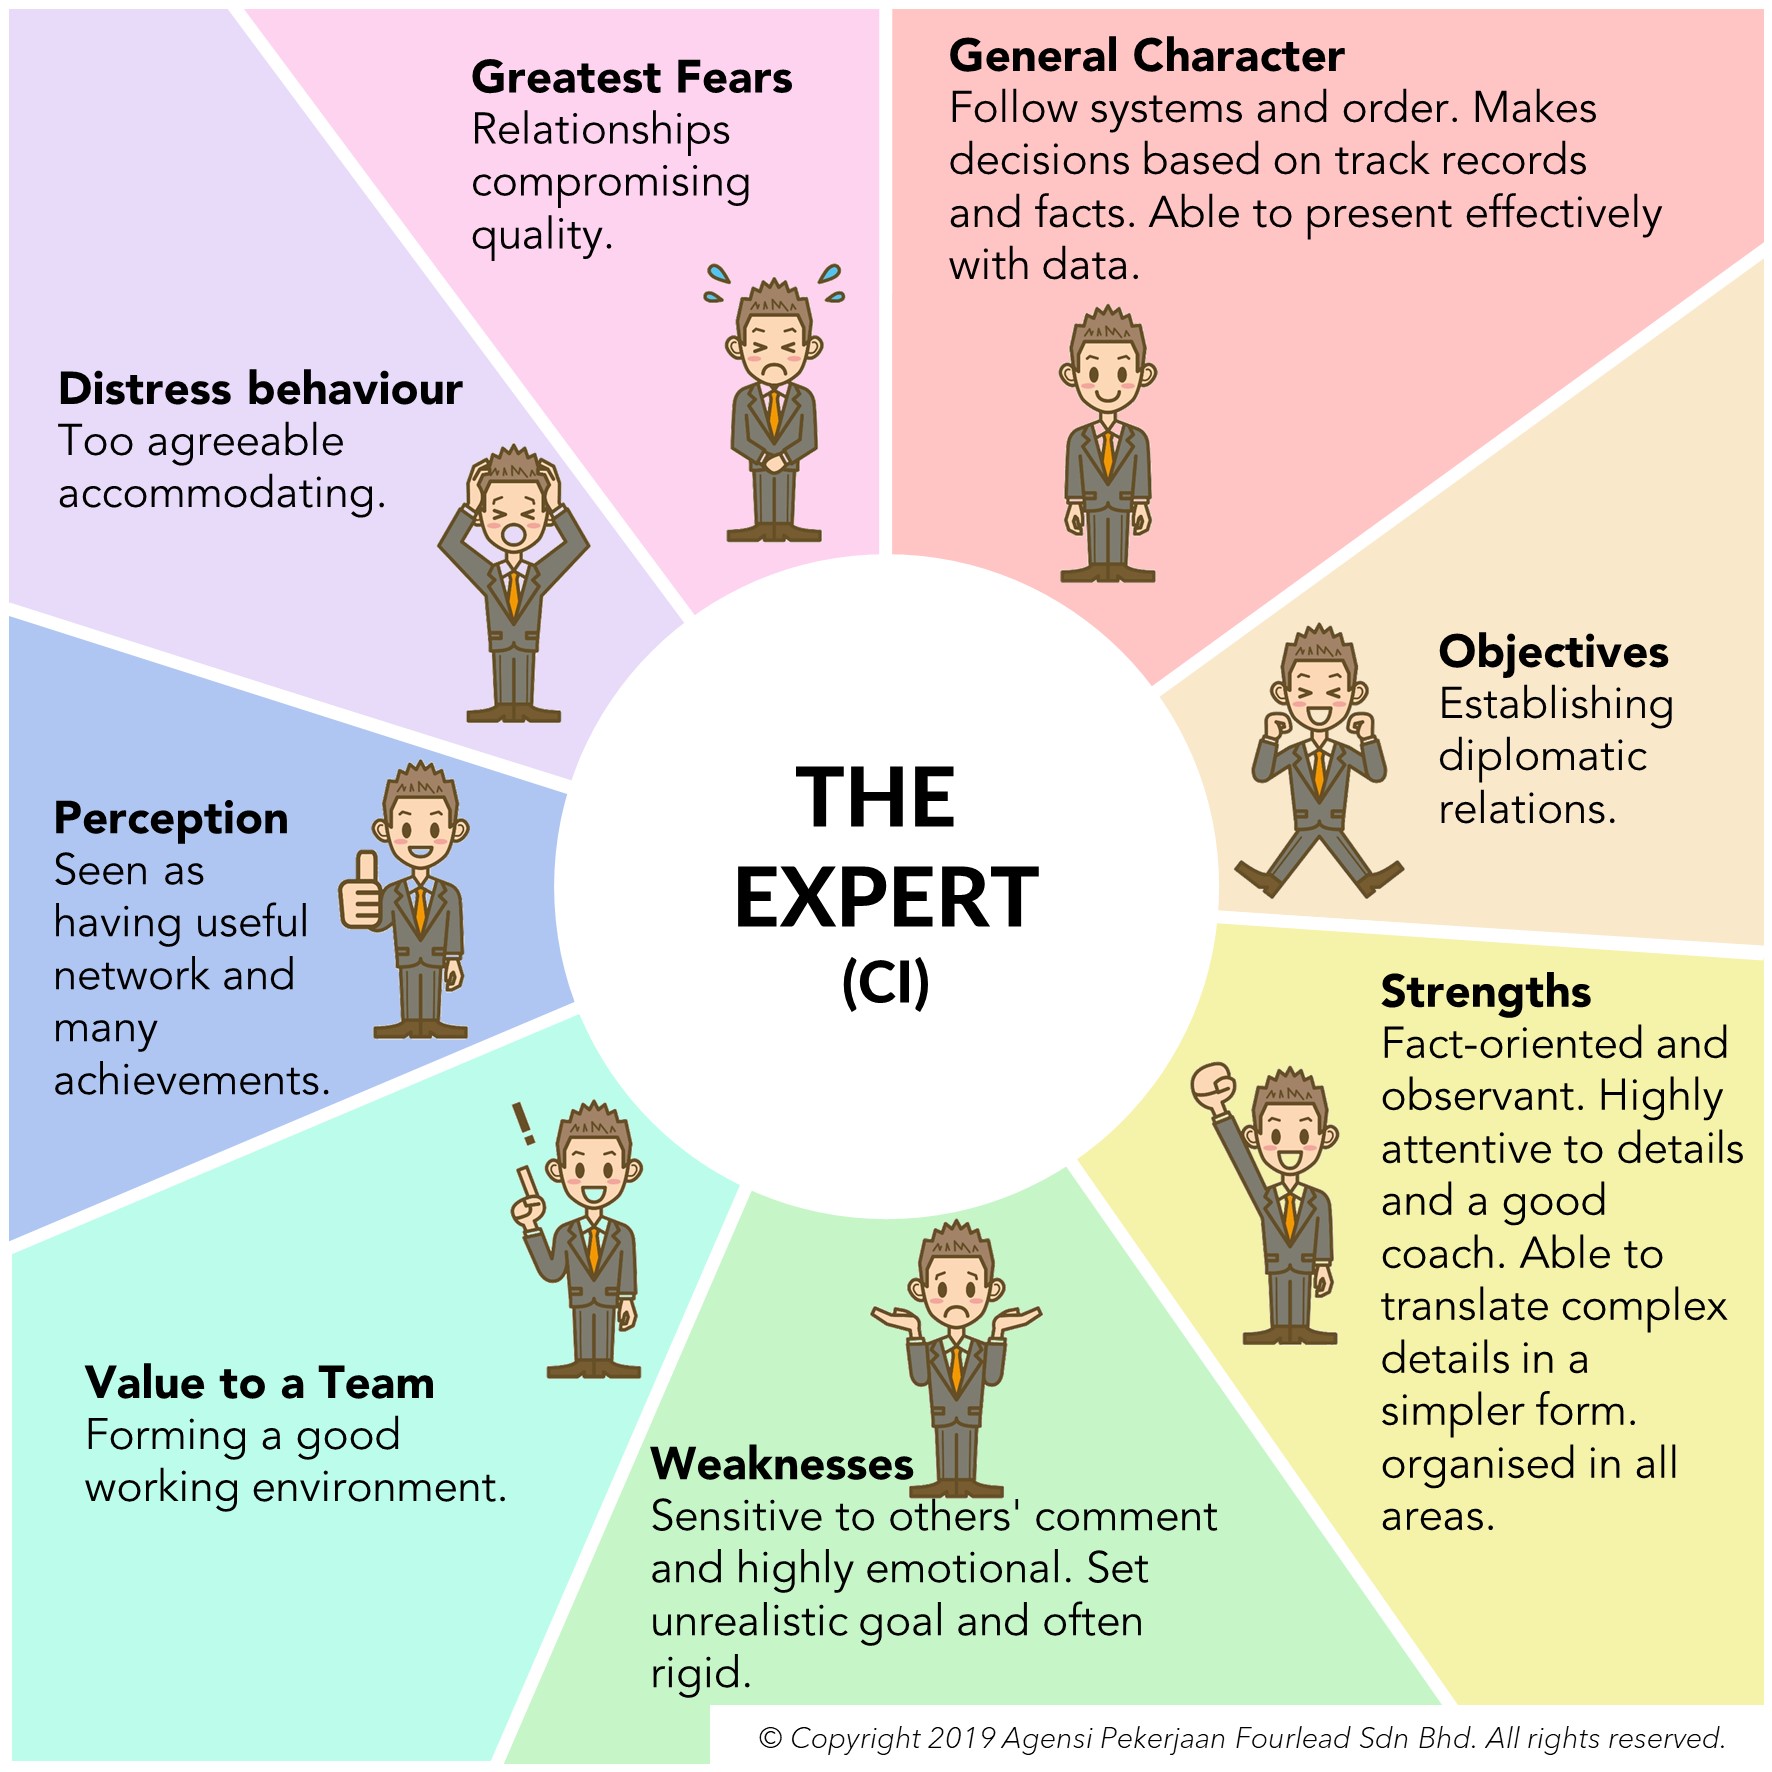 General Character
Follow systems and order. Makes
decisions based on track records
and facts. Able to present effectively
with data.
Objectives
Establishing
diplomatic
relations.
Strengths
Fact-oriented and
observant. Highly
attentive to details
and a good
coach. Able to
translate complex
details in a
simpler form.
organised in all
areas.
Weaknesses
Sensitive to others' comment
and highly emotional. Set
unrealistic goal and often
rigid.
Value to a Team
Forming a good
working environment.
!
Perception
Seen as
having useful
network and
many
achievements.
Distress behaviour
Too agreeable
accommodating.
Greatest Fears
Relationships
compromising
quality.
THE
EXPERT
(CI)
© Copyright 2019 Agensi Pekerjaan Fourlead Sdn Bhd. All rights reserved.